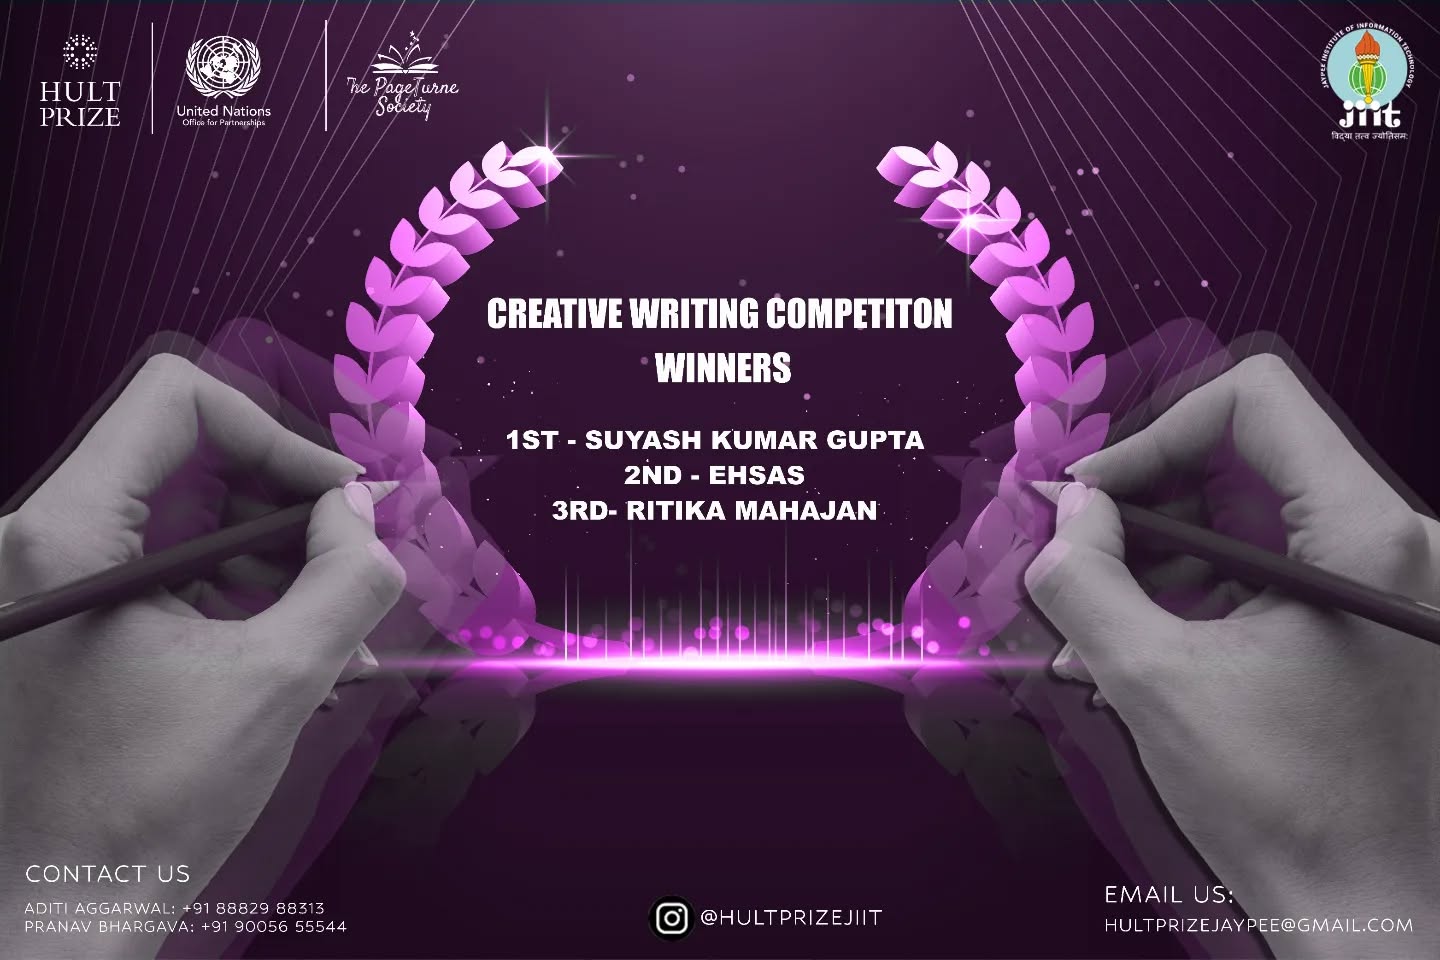 HULT
PRIZE
United Nations
Office for Partnerships
The PageTurne
Society
JAYPEE INSTITUTE OF INFORMATION TECHNOLOGY
jiit
विद्या तत्व ज्योतिसम:
CREATIVE WRITING COMPETITON
WINNERS
1ST - SUYASH KUMAR GUPTA
2ND - EHSAS
3RD- RITIKA MAHAJAN
CONTACT US
ADITI AGGARWAL: +91 88829 88313
PRANAV BHARGAVA: +91 90056 55544
@HULTPRIZEJIIT
EMAIL US:
HULTPRIZEJAYPEE@GMAIL.COM